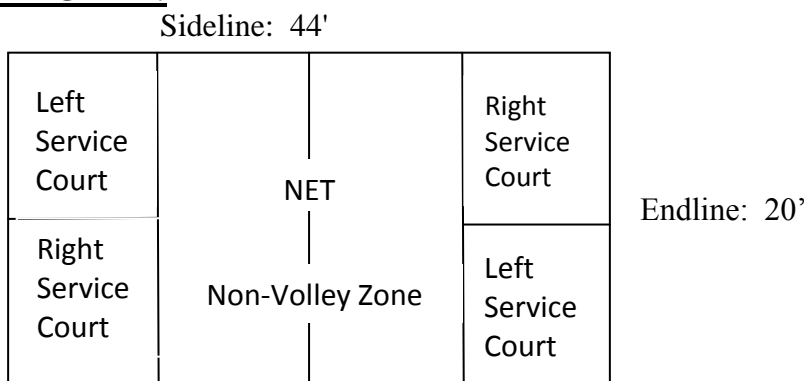 Sideline: 44'
Left
Service
Court
Right
Service
Court
NET
Endline: 20’
Right
Service
Court
Non-Volley Zone
Left
Service
Court